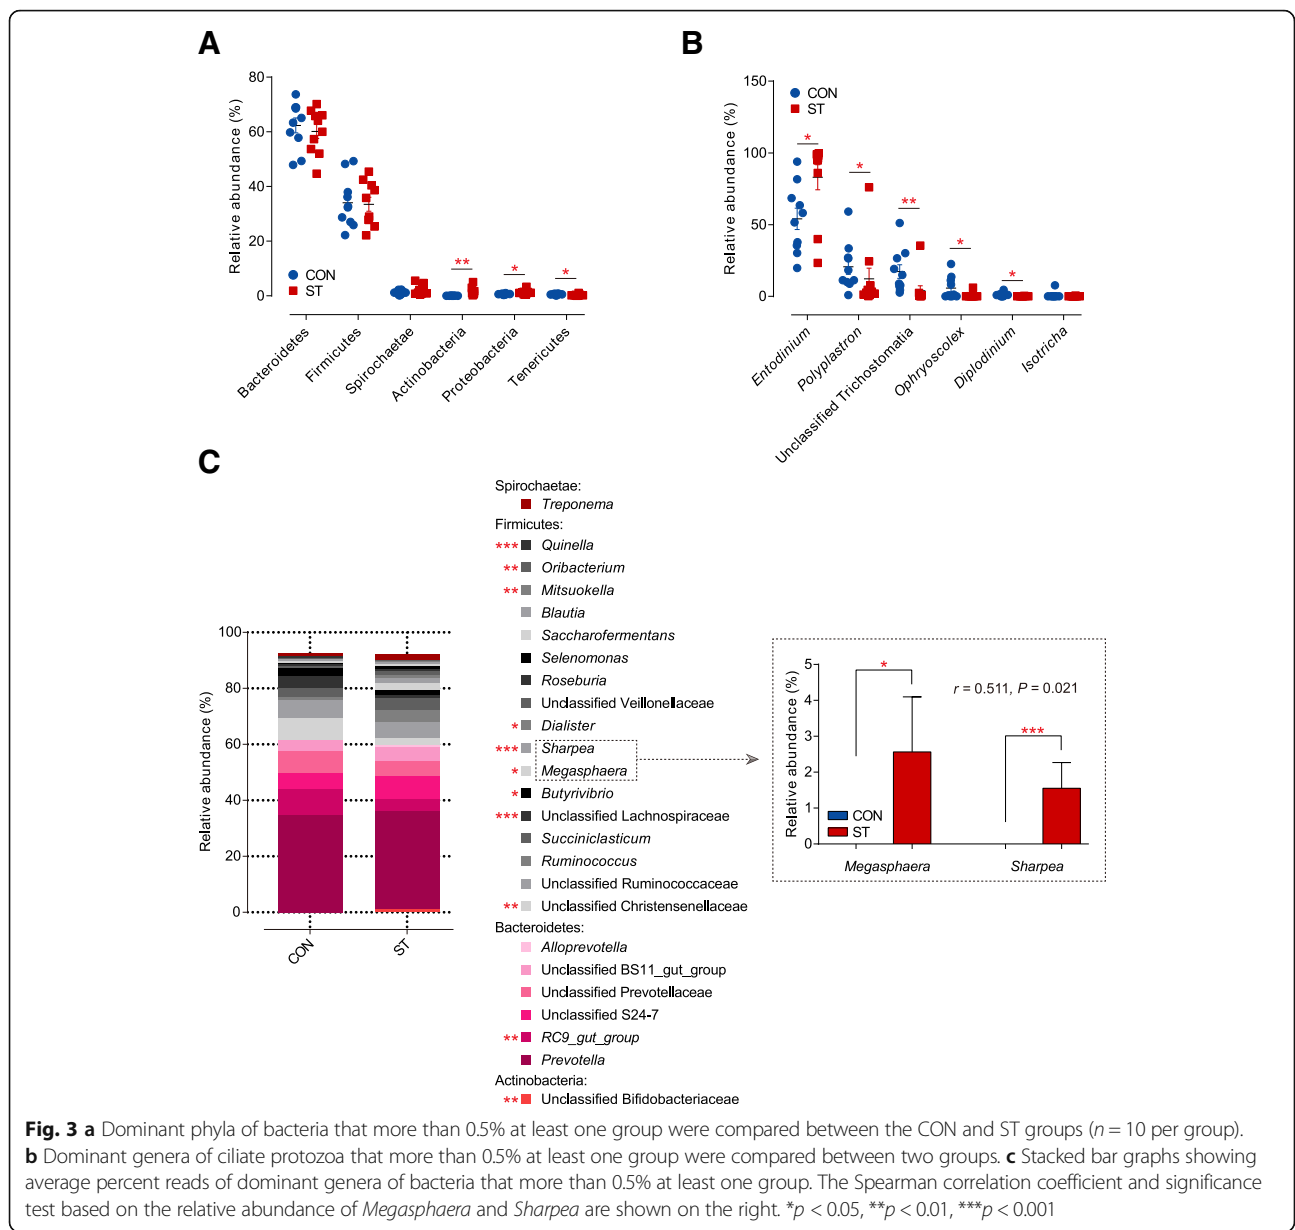 A
Relative abundance (%)
80
60
40
20
0
CON
ST
**
*
*
Bacteroidetes
Firmicutes
Spirochaetae
Actinobacteria
Proteobacteria
Tenericutes
B
Relative abundance (%)
150
100
50
0
CON
ST
*
*
**
*
*
Entodinium
Polyplastron
Unclassified Trichostomatia
Ophryoscolex
Diplodinium
Isotricha
C
Relative abundance (%)
100
80
60
40
20
0
CON
ST
Spirochaetae:
Treponema
Firmicutes:
*** Quinella
** Oribacterium
** Mitsuokella
Blautia
Saccharofermentans
Selenomonas
Roseburia
Unclassified Veillonellaceae
* Dialister
*** Sharpea
* Megasphaera
* Butyrivibrio
*** Unclassified Lachnospiraceae
Succiniclasticum
Ruminococcus
Unclassified Ruminococcaceae
** Unclassified Christensenellaceae
Bacteroidetes:
Alloprevotella
Unclassified BS11_gut_group
Unclassified Prevotellaceae
Unclassified S24-7
** RC9_gut_group
Prevotella
Actinobacteria:
** Unclassified Bifidobacteriaceae
Relative abundance (%)
5
4
3
2
1
0
*
r = 0.511, P = 0.021
***
CON
ST
Megasphaera
Sharpea
Fig. 3 a Dominant phyla of bacteria that more than 0.5% at least one group were compared between the CON and ST groups (n = 10 per group).
b Dominant genera of ciliate protozoa that more than 0.5% at least one group were compared between two groups. c Stacked bar graphs showing
average percent reads of dominant genera of bacteria that more than 0.5% at least one group. The Spearman correlation coefficient and significance
test based on the relative abundance of Megasphaera and Sharpea are shown on the right. *p < 0.05, **p < 0.01, ***p < 0.001